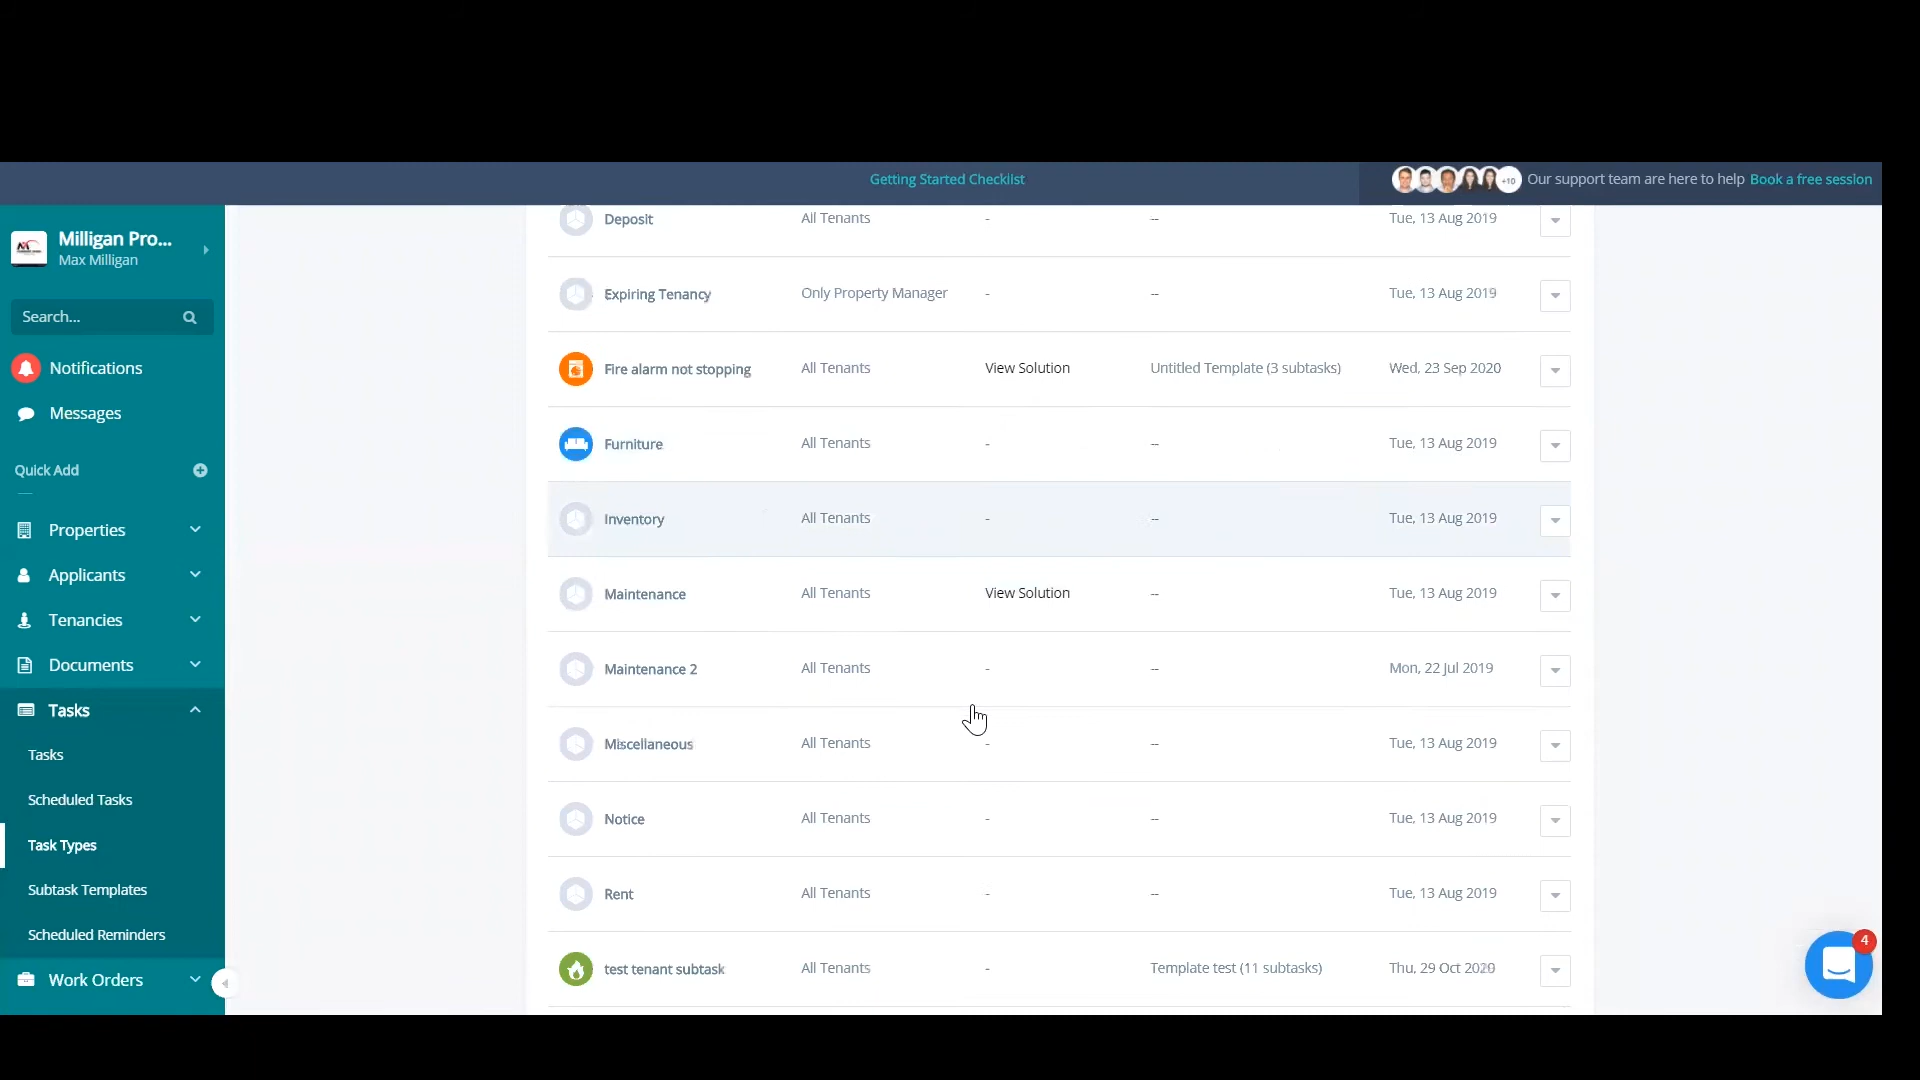 Getting Started Checklist
+10 Our support team are here to help Book a free session
Milligan Pro...
Max Milligan
Search...
Notifications
Messages
Quick Add
Properties
Applicants
Tenancies
Documents
Tasks
Tasks
Scheduled Tasks
Task Types
Subtask Templates
Scheduled Reminders
Work Orders
Deposit All Tenants - -- Tue, 13 Aug 2019
Expiring Tenancy Only Property Manager - -- Tue, 13 Aug 2019
Fire alarm not stopping All Tenants View Solution Untitled Template (3 subtasks) Wed, 23 Sep 2020
Furniture All Tenants - -- Tue, 13 Aug 2019
Inventory All Tenants - -- Tue, 13 Aug 2019
Maintenance All Tenants View Solution -- Tue, 13 Aug 2019
Maintenance 2 All Tenants - -- Mon, 22 Jul 2019
Miscellaneous All Tenants - -- Tue, 13 Aug 2019
Notice All Tenants - -- Tue, 13 Aug 2019
Rent All Tenants - -- Tue, 13 Aug 2019
test tenant subtask All Tenants - Template test (11 subtasks) Thu, 29 Oct 2020
4